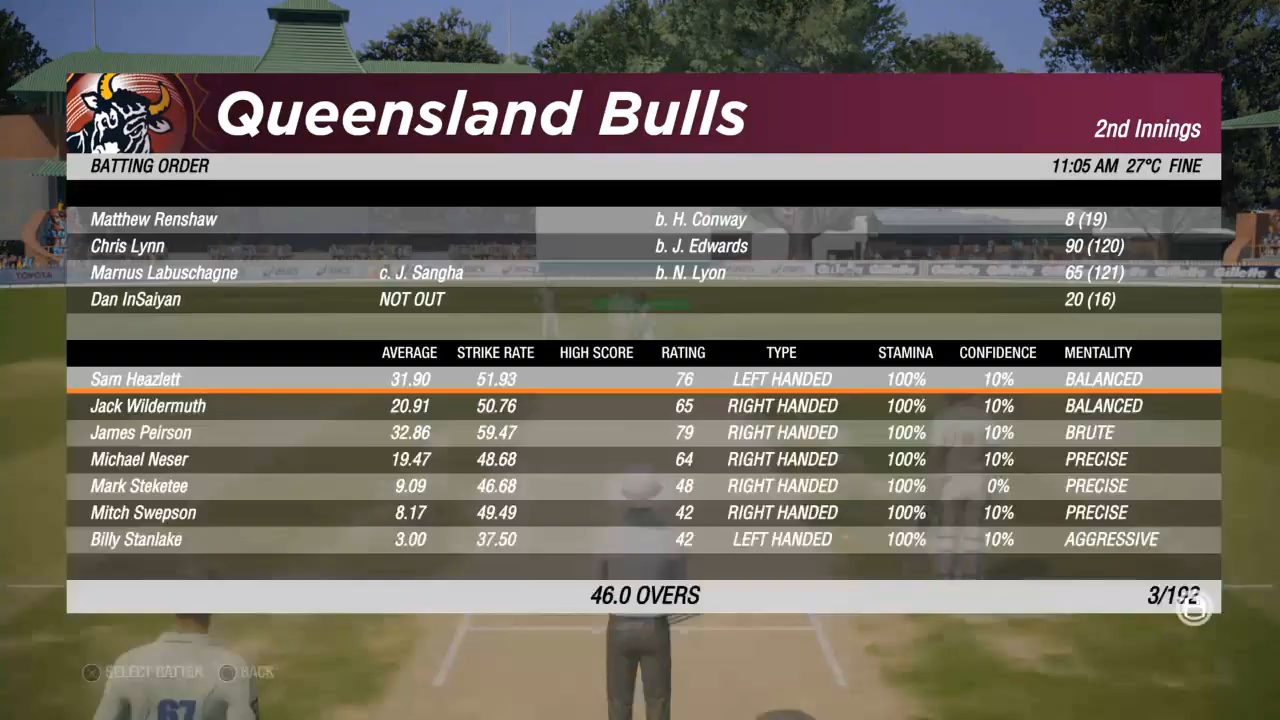 Queensland Bulls
2nd Innings
BATTING ORDER 11:05 AM 27°C FINE
Matthew Renshaw b. H. Conway 8 (19)
Chris Lynn b. J. Edwards 90 (120)
Marnus Labuschagne c. J. Sangha b. N. Lyon 65 (121)
Dan InSaiyan NOT OUT 20 (16)
AVERAGE STRIKE RATE HIGH SCORE RATING TYPE STAMINA CONFIDENCE MENTALITY
Sam Heazlett 31.90 51.93 76 LEFT HANDED 100% 10% BALANCED
Jack Wildermuth 20.91 50.76 65 RIGHT HANDED 100% 10% BALANCED
James Peirson 32.86 59.47 79 RIGHT HANDED 100% 10% BRUTE
Michael Neser 19.47 48.68 64 RIGHT HANDED 100% 10% PRECISE
Mark Steketee 9.09 46.68 48 RIGHT HANDED 100% 0% PRECISE
Mitch Swepson 8.17 49.49 42 RIGHT HANDED 100% 10% PRECISE
Billy Stanlake 3.00 37.50 42 LEFT HANDED 100% 10% AGGRESSIVE
46.0 OVERS 3/192
SELECT BATTER BACK
67